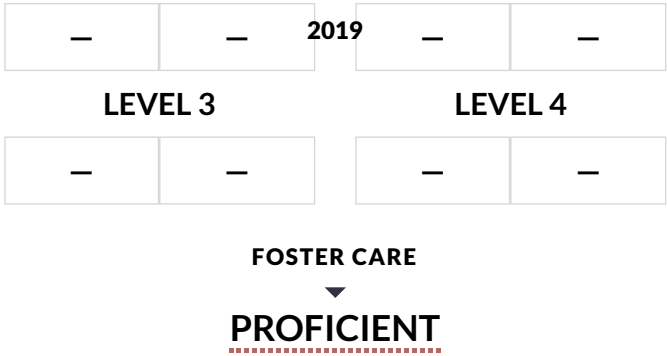 2019
– – – –
LEVEL 3 LEVEL 4
– – – –
FOSTER CARE
PROFICIENT